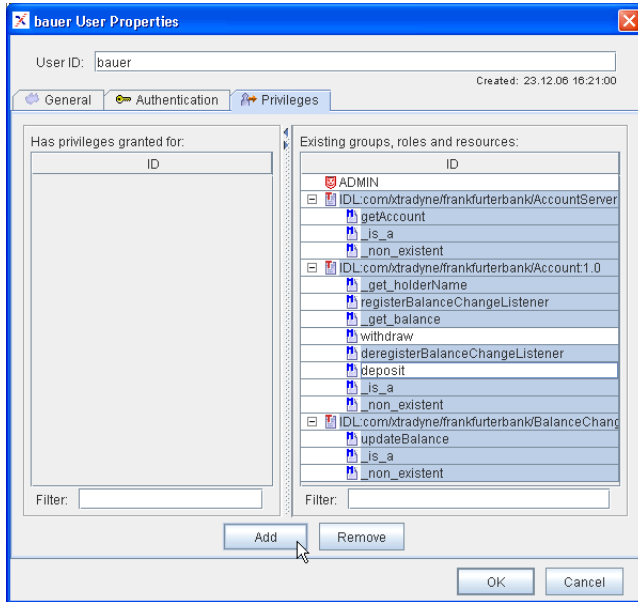 bauer User Properties
User ID: bauer
Created: 23.12.06 16:21:00
General Authentication Privileges
Has privileges granted for:
ID
Filter:
Existing groups, roles and resources:
ID
ADMIN
IDL:com/xtradyne/frankfurterbank/AccountServer
getAccount
_is_a
_non_existent
IDL:com/xtradyne/frankfurterbank/Account:1.0
_get_holderName
registerBalanceChangeListener
_get_balance
withdraw
deregisterBalanceChangeListener
deposit
_is_a
_non_existent
IDL:com/xtradyne/frankfurterbank/BalanceChang
updateBalance
_is_a
_non_existent
Filter:
Add Remove
OK Cancel